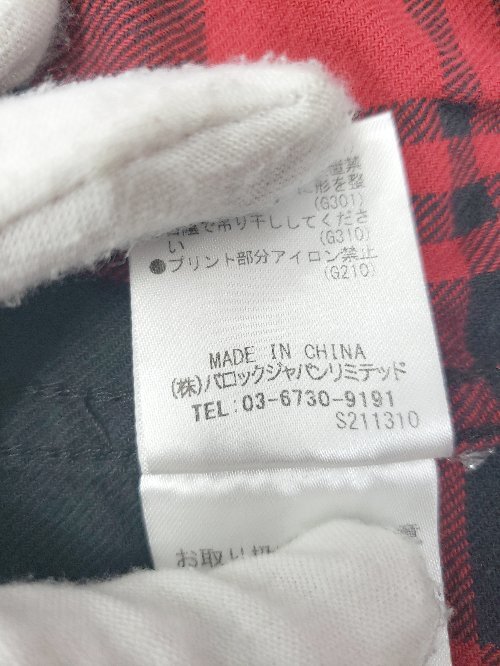 形を整
(G301)
で吊り干ししてくださ
い
(G310)
●プリント部分アイロン禁止
(G210)
MADE IN CHINA
(株)バロックジャパンリミテッド
TEL: 03-6730-9191
S211310
お取り扱